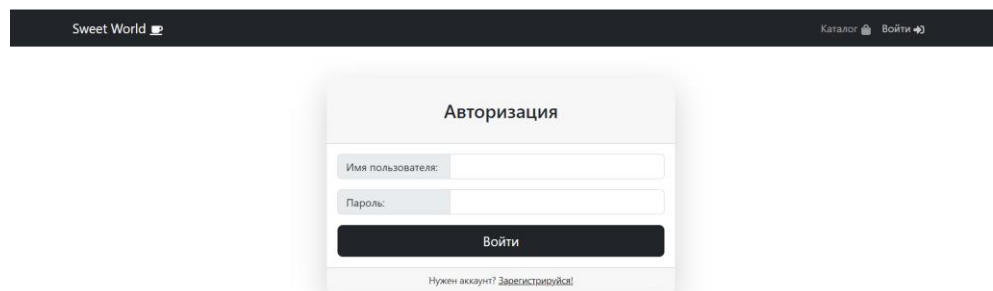 Sweet World
Каталог Войти
Авторизация
Имя пользователя:
Пароль:
Войти
Нужен аккаунт? Зарегистрируйся!